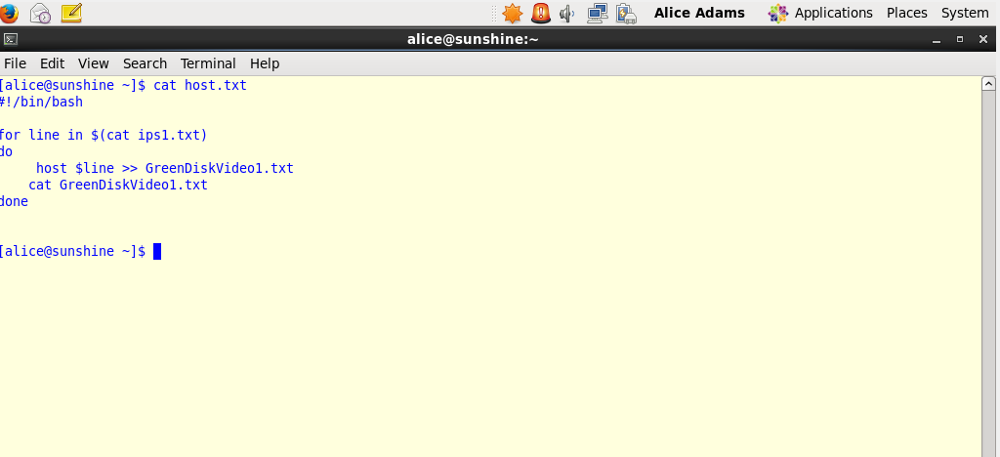 Alice Adams Applications Places System
alice@sunshine:~
File Edit View Search Terminal Help
[alice@sunshine ~]$ cat host.txt
#!/bin/bash
for line in $(cat ips1.txt)
do
host $line >> GreenDiskVideo1.txt
cat GreenDiskVideo1.txt
done
[alice@sunshine ~]$